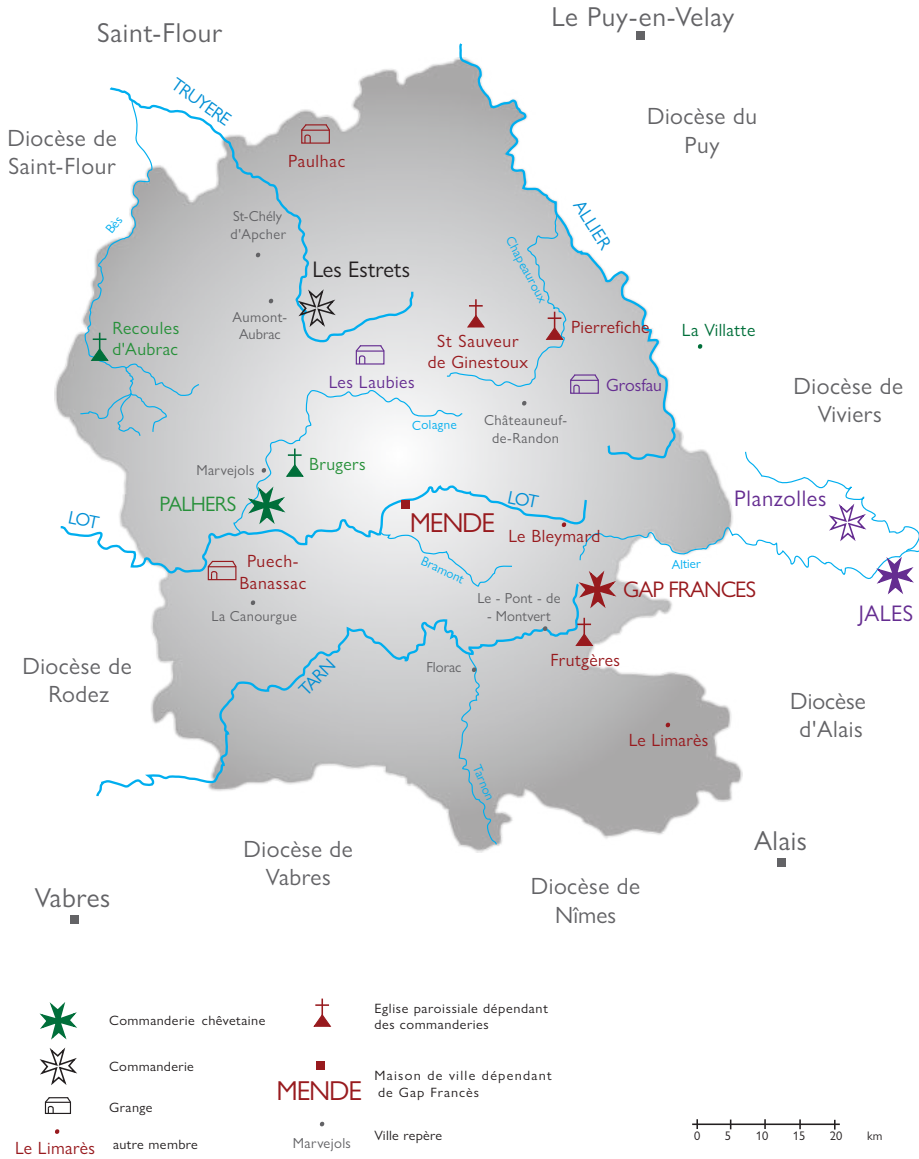 Saint-Flour
Le Puy-en-Velay
TRUYERE
Diocèse de
Saint-Flour
Paulhac
Diocèse du
Puy
Bès
St-Chély
d'Apcher
ALLIER
Chapeauroux
Les Estrets
Aumont-
Aubrac
Recoules
d'Aubrac
St Sauveur
de Ginestoux
Pierrefiche
La Villatte
Les Laubies
Grosfau
Diocèse de
Viviers
Colagne
Châteauneuf-
de-Randon
Marvejols
Brugers
PALHERS
LOT
LOT
MENDE
Le Bleymard
Planzolles
Puech-
Banassac
Bramont
Altier
GAP FRANCES
JALES
La Canourgue
Le - Pont - de
- Montvert
Frutgères
Diocèse de
Rodez
TARN
Florac
Diocèse
d'Alais
Le Limarès
Tarnon
Diocèse de
Vabres
Alais
Diocèse de
Nîmes
Vabres
Commanderie chêvetaine
Eglise paroissiale dépendant
des commanderies
Commanderie
MENDE
Maison de ville dépendant
de Gap Francès
Grange
Le Limarès
autre membre
Marvejols
Ville repère
0 5 10 15 20 km